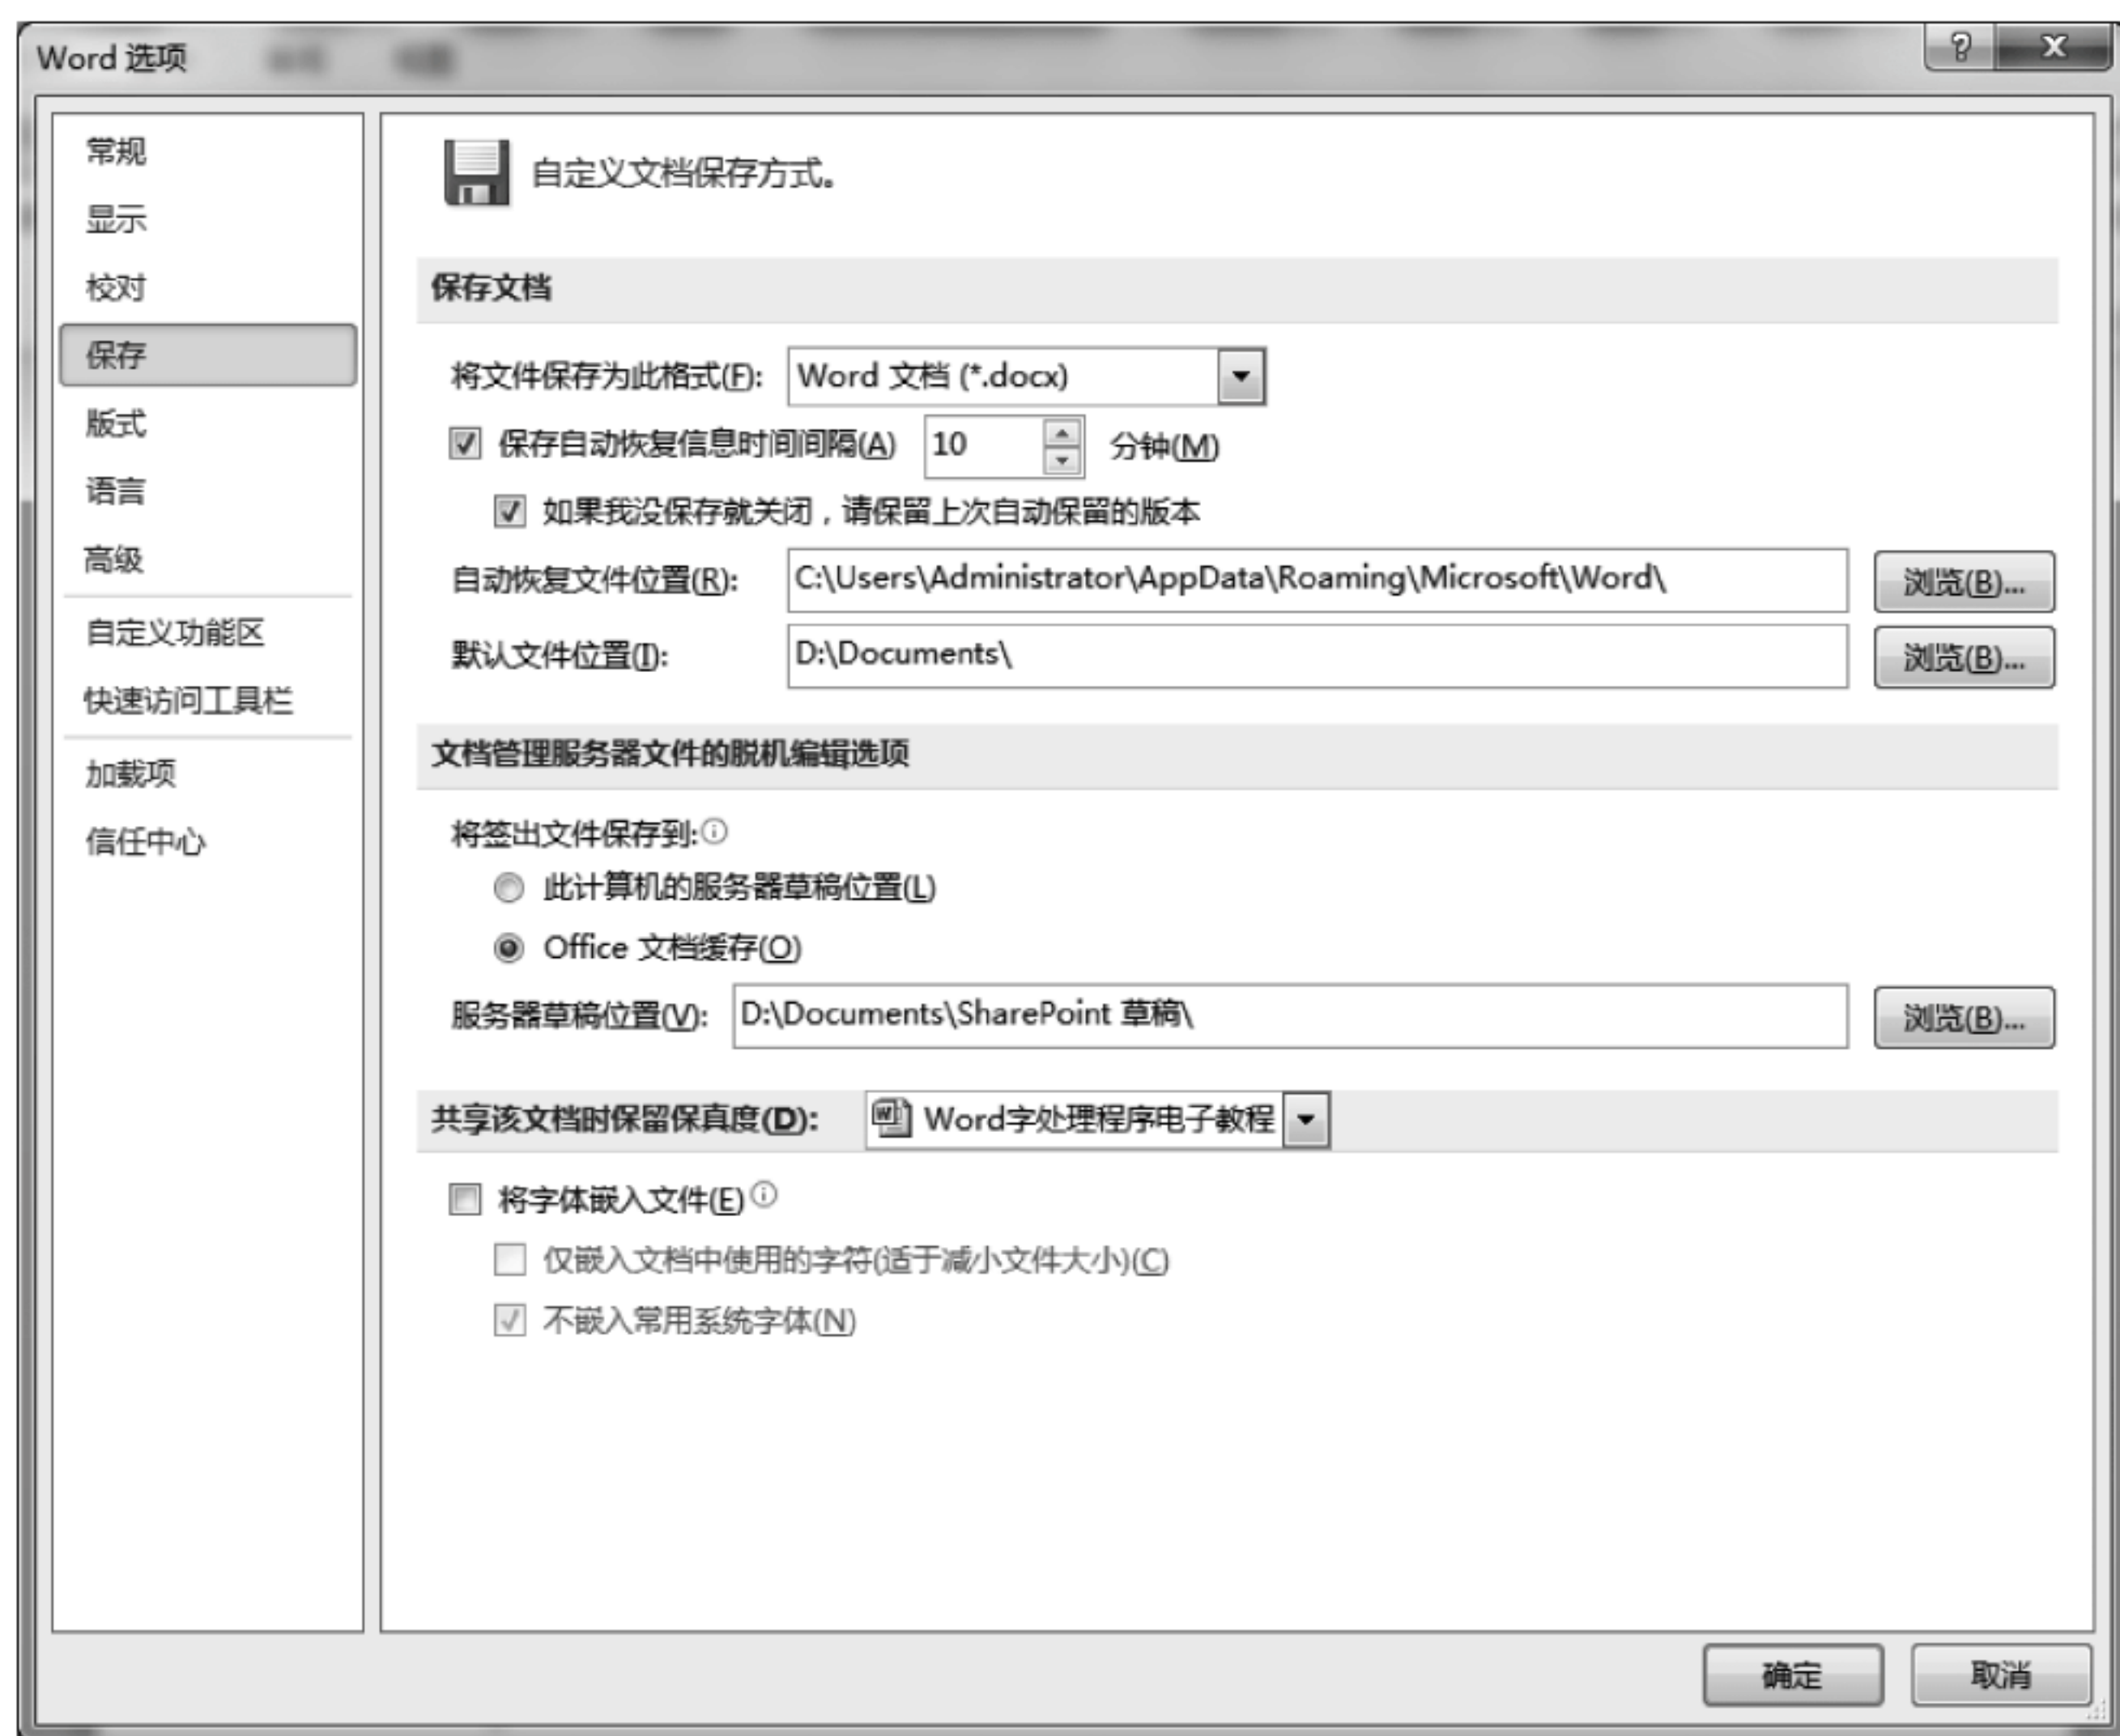 Word 选项
常规
显示
校对
保存
版式
语言
高级
自定义功能区
快速访问工具栏
加载项
信任中心
自定义文档保存方式。
保存文档
将文件保存为此格式(F): Word 文档 (*.docx)
保存自动恢复信息时间间隔(A) 10 分钟(M)
如果我没保存就关闭，请保留上次自动保留的版本
自动恢复文件位置(R): C:\Users\Administrator\AppData\Roaming\Microsoft\Word\ 浏览(B)...
默认文件位置(I): D:\Documents\ 浏览(B)...
文档管理服务器文件的脱机编辑选项
将签出文件保存到:
此计算机的服务器草稿位置(L)
Office 文档缓存(O)
服务器草稿位置(V): D:\Documents\SharePoint 草稿\ 浏览(B)...
共享该文档时保留保真度(D): Word字处理程序电子教程
将字体嵌入文件(E)
仅嵌入文档中使用的字符(适于减小文件大小)(C)
不嵌入常用系统字体(N)
确定 取消